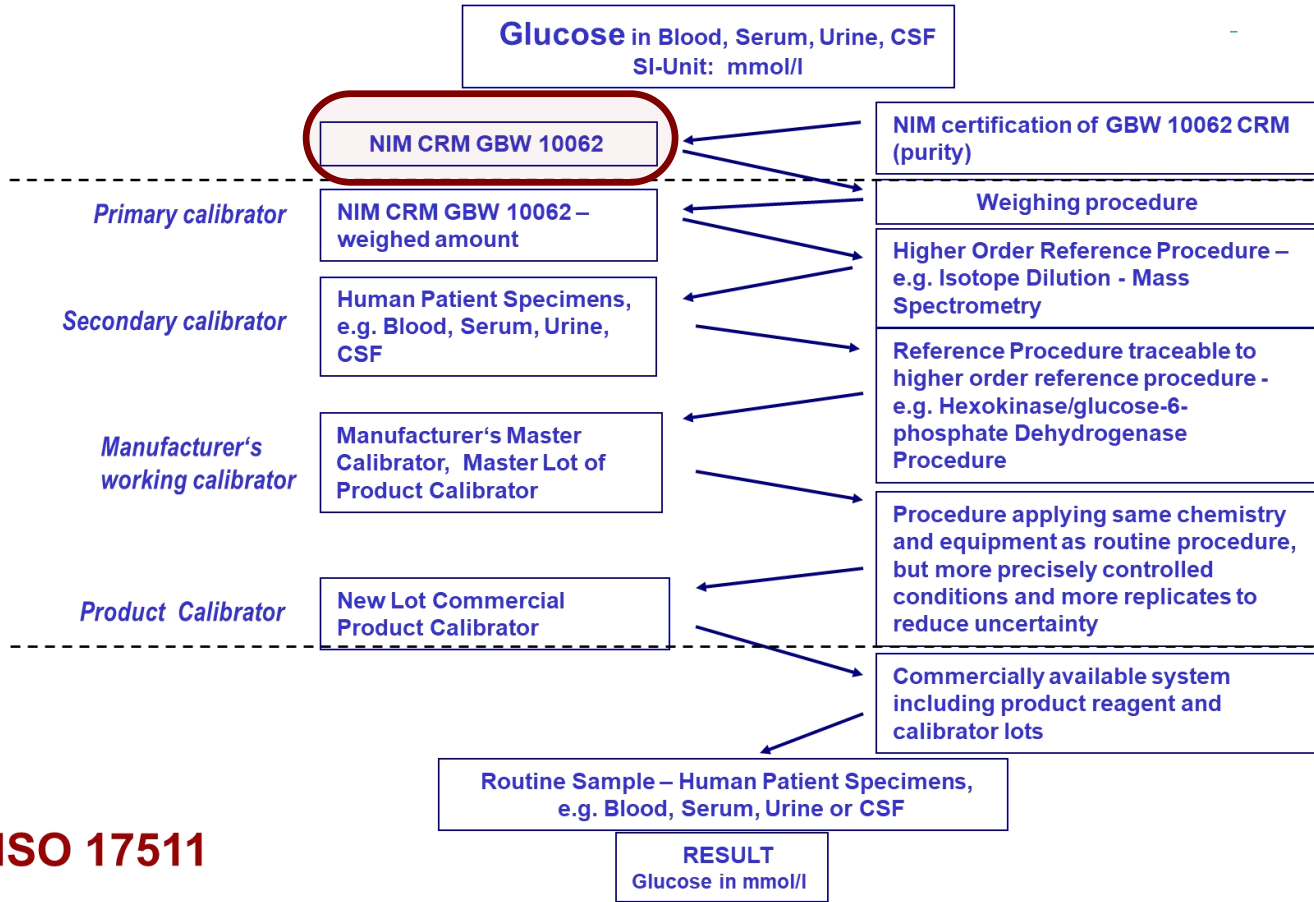 Glucose in Blood, Serum, Urine, CSF
SI-Unit: mmol/l
NIM CRM GBW 10062
NIM certification of GBW 10062 CRM
(purity)
Primary calibrator
NIM CRM GBW 10062 –
weighed amount
Weighing procedure
Higher Order Reference Procedure –
e.g. Isotope Dilution - Mass
Spectrometry
Secondary calibrator
Human Patient Specimens,
e.g. Blood, Serum, Urine,
CSF
Reference Procedure traceable to
higher order reference procedure -
e.g. Hexokinase/glucose-6-
phosphate Dehydrogenase
Procedure
Manufacturer‘s
working calibrator
Manufacturer‘s Master
Calibrator, Master Lot of
Product Calibrator
Procedure applying same chemistry
and equipment as routine procedure,
but more precisely controlled
conditions and more replicates to
reduce uncertainty
Product Calibrator
New Lot Commercial
Product Calibrator
Commercially available system
including product reagent and
calibrator lots
Routine Sample – Human Patient Specimens,
e.g. Blood, Serum, Urine or CSF
ISO 17511
RESULT
Glucose in mmol/l